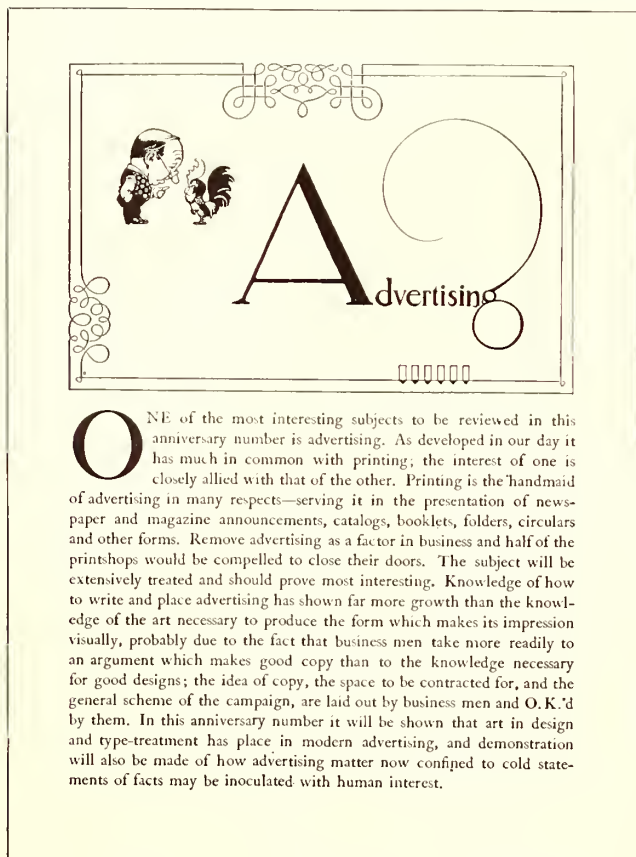 Advertising
ONE of the most interesting subjects to be reviewed in this
anniversary number is advertising. As developed in our day it
has much in common with printing; the interest of one is
closely allied with that of the other. Printing is the handmaid
of advertising in many respects—serving it in the presentation of news-
paper and magazine announcements, catalogs, booklets, folders, circulars
and other forms. Remove advertising as a factor in business and half of the
printshops would be compelled to close their doors. The subject will be
extensively treated and should prove most interesting. Knowledge of how
to write and place advertising has shown far more growth than the knowl-
edge of the art necessary to produce the form which makes its impression
visually, probably due to the fact that business men take more readily to
an argument which makes good copy than to the knowledge necessary
for good designs; the idea of copy, the space to be contracted for, and the
general scheme of the campaign, are laid out by business men and O.K.'d
by them. In this anniversary number it will be shown that art in design
and type-treatment has place in modern advertising, and demonstration
will also be made of how advertising matter now confined to cold state-
ments of facts may be inoculated with human interest.